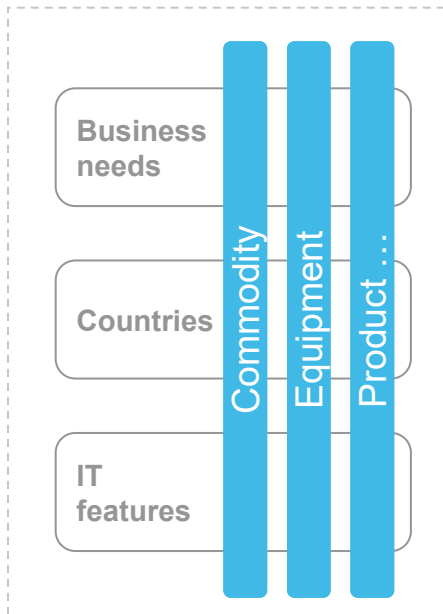 Business
needs
Countries
IT
features
Commodity
Equipment
Product ...